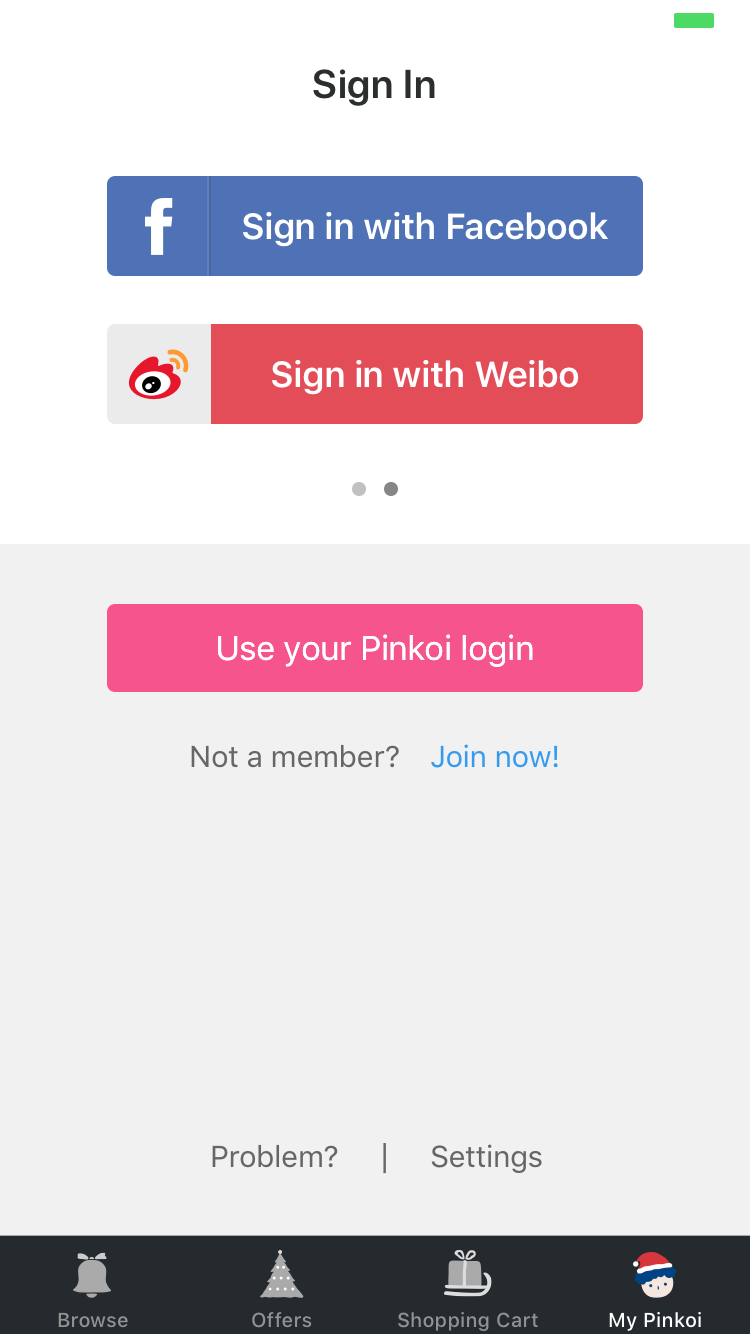 Sign In
Sign in with Facebook
Sign in with Weibo
Use your Pinkoi login
Not a member? Join now!
Problem? | Settings
Browse Offers Shopping Cart My Pinkoi